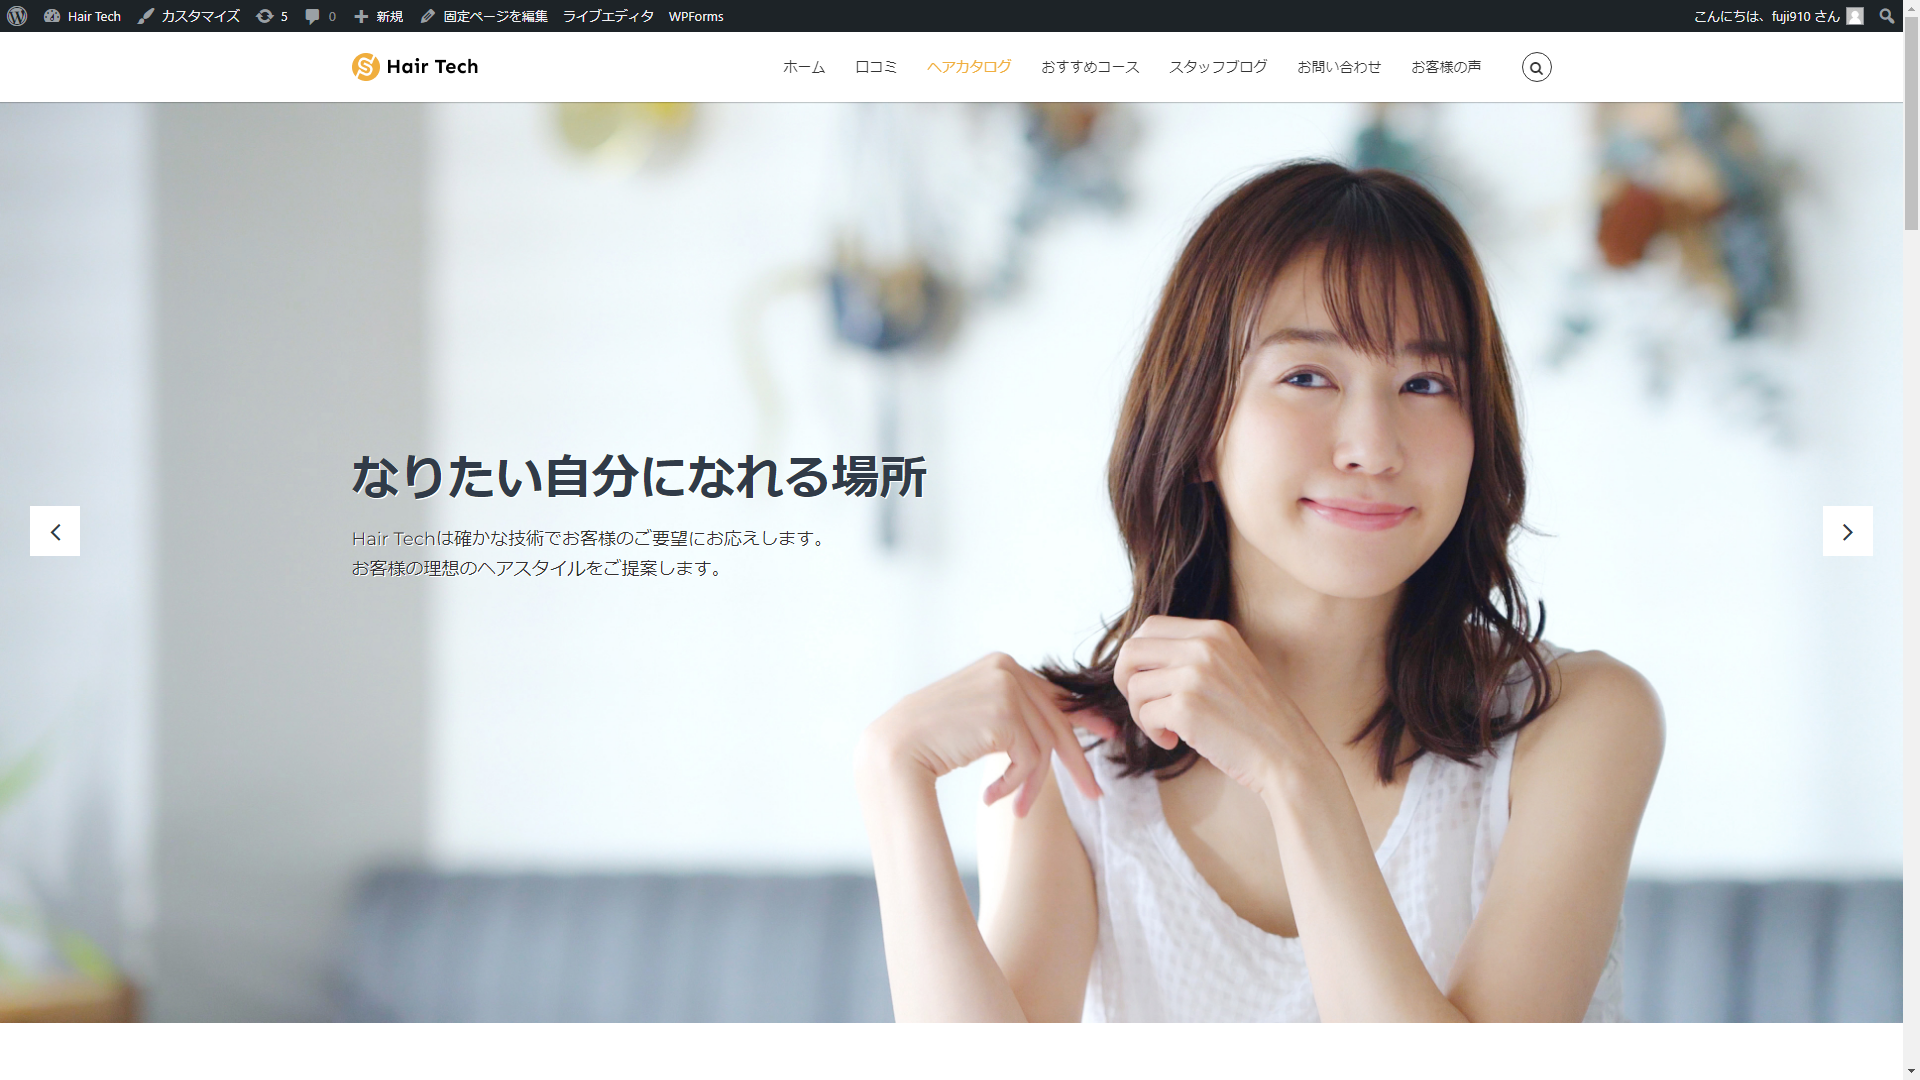 Hair Tech
カスタマイズ
5
0
新規
固定ページを編集
ライブエディタ
WPForms
こんにちは、fuji910 さん
Hair Tech
ホーム
口コミ
ヘアカタログ
おすすめコース
スタッフブログ
お問い合わせ
お客様の声
なりたい自分になれる場所
Hair Techは確かな技術でお客様のご要望にお応えします。
お客様の理想のヘアスタイルをご提案します。